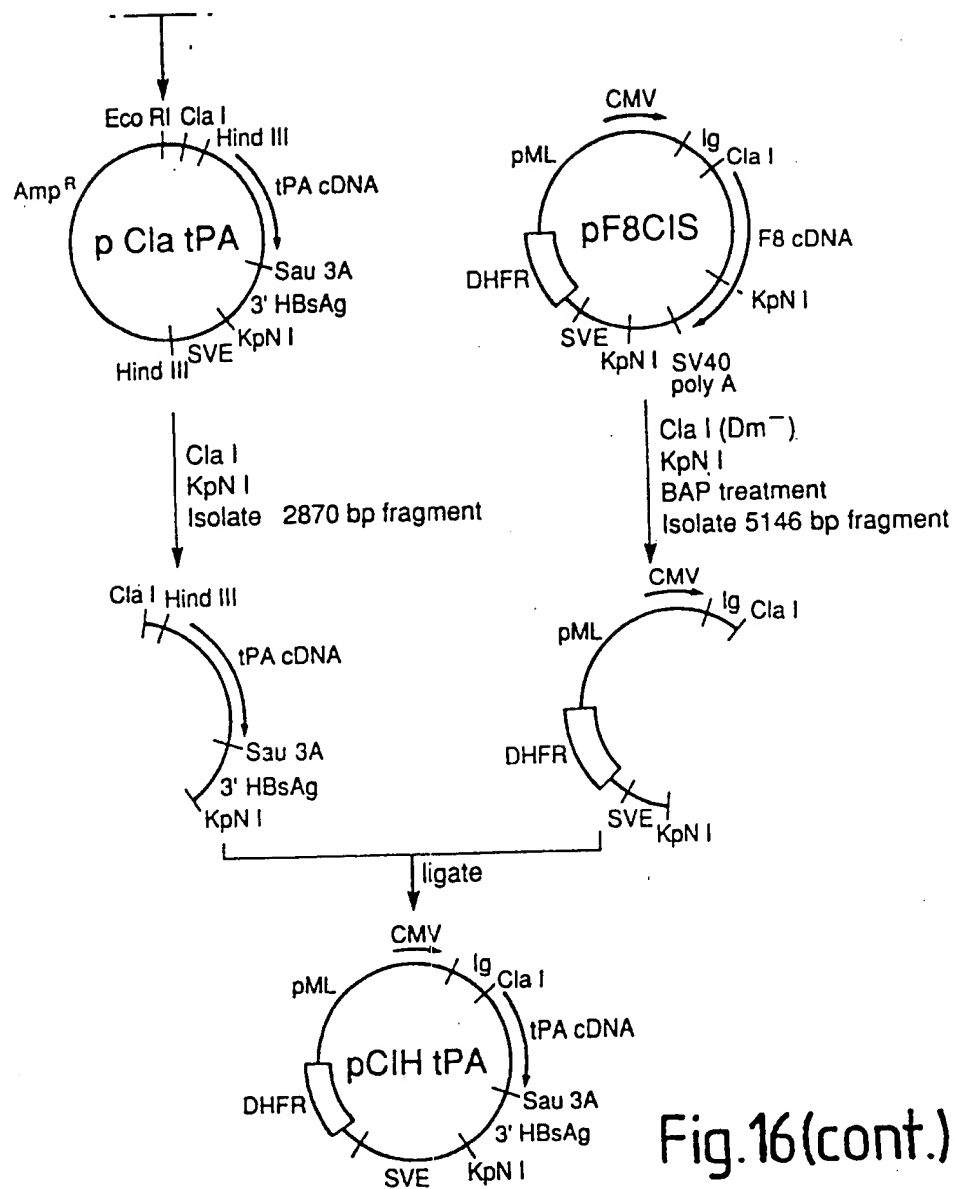 Eco RI Cla I
Hind III
Amp R
tPA cDNA
p Cla tPA
Sau 3A
3' HBsAg
KpN I
SVE
Hind III
CMV
Ig
Cla I
pML
pF8CIS
F8 cDNA
DHFR
KpN I
SVE
KpN I
SV40
poly A
Cla I
KpN I
Isolate 2870 bp fragment
Cla I (Dm−)
KpN I
BAP treatment
Isolate 5146 bp fragment
Cla I Hind III
tPA cDNA
Sau 3A
3' HBsAg
KpN I
CMV
Ig
Cla I
pML
DHFR
SVE
KpN I
ligate
CMV
Ig
Cla I
pML
tPA cDNA
pCIH tPA
DHFR
Sau 3A
3' HBsAg
KpN I
SVE
Fig.16(cont.)